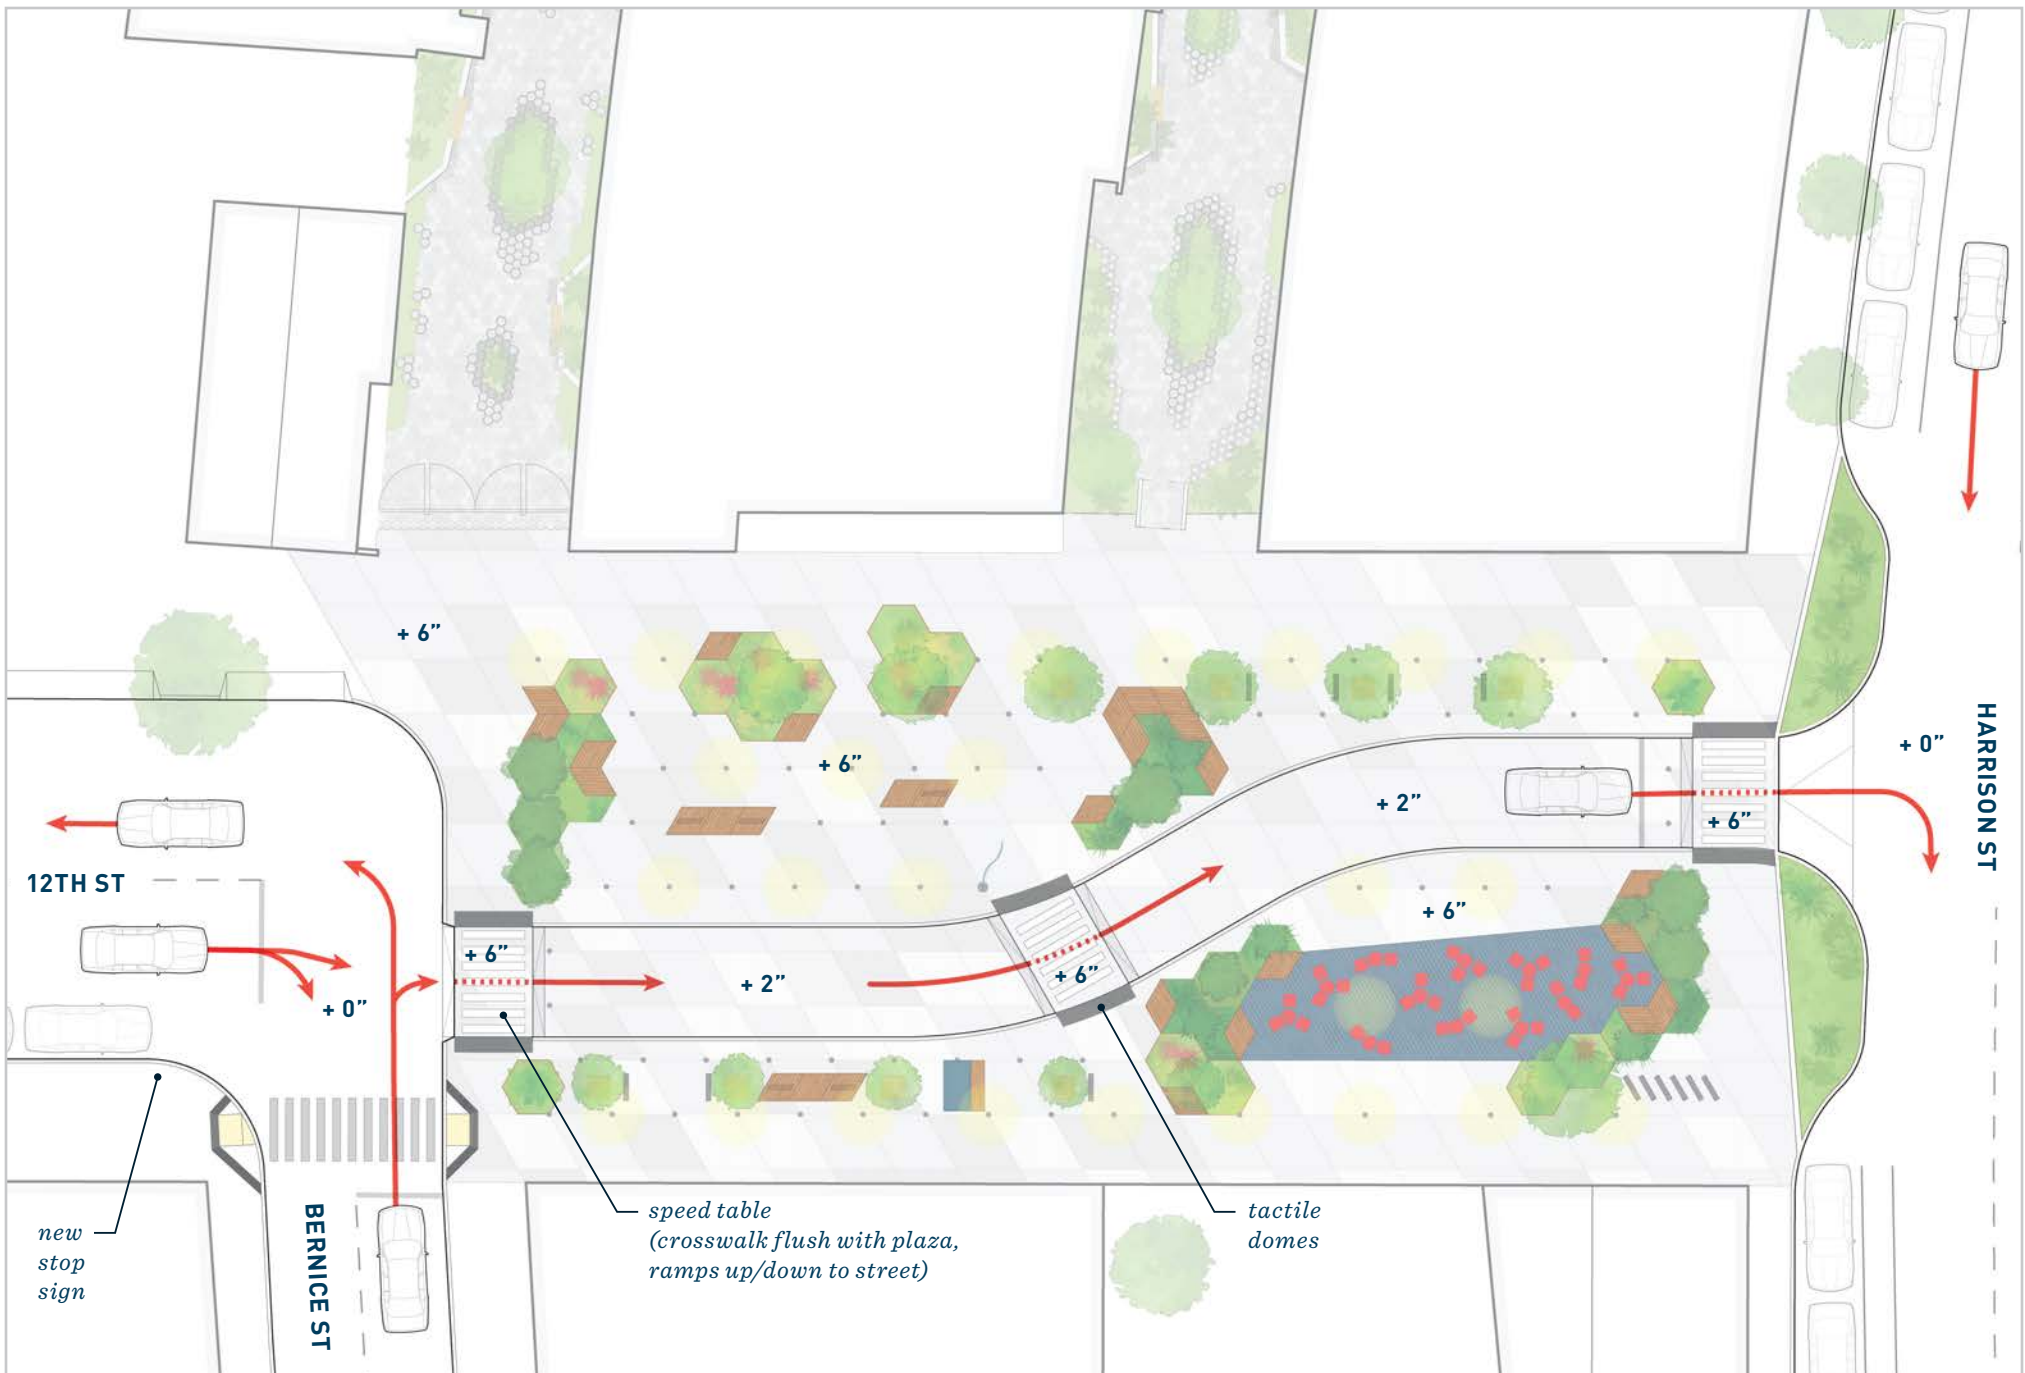 + 6”
HARRISON ST
+ 0”
+ 6”
+ 2”
+ 6”
12TH ST
+ 6”
+ 6”
+ 6”
+ 2”
+ 0”
BERNICE ST
new
stop
sign
speed table
(crosswalk flush with plaza,
ramps up/down to street)
tactile
domes